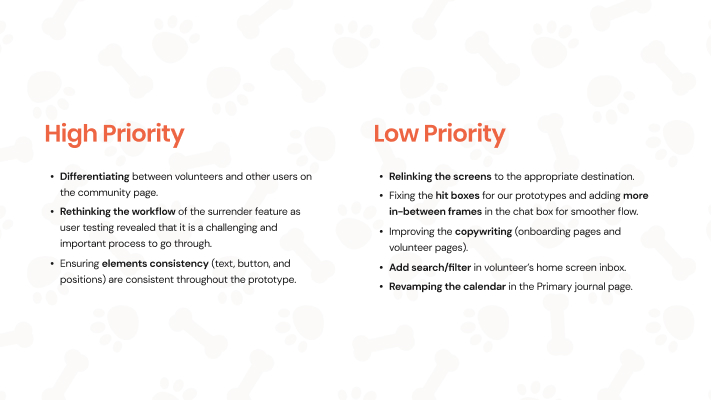 High Priority
• Differentiating between volunteers and other users on
the community page.
• Rethinking the workflow of the surrender feature as
user testing revealed that it is a challenging and
important process to go through.
• Ensuring elements consistency (text, button, and
positions) are consistent throughout the prototype.
Low Priority
• Relinking the screens to the appropriate destination.
• Fixing the hit boxes for our prototypes and adding more
in-between frames in the chat box for smoother flow.
• Improving the copywriting (onboarding pages and
volunteer pages).
• Add search/filter in volunteer's home screen inbox.
• Revamping the calendar in the Primary journal page.